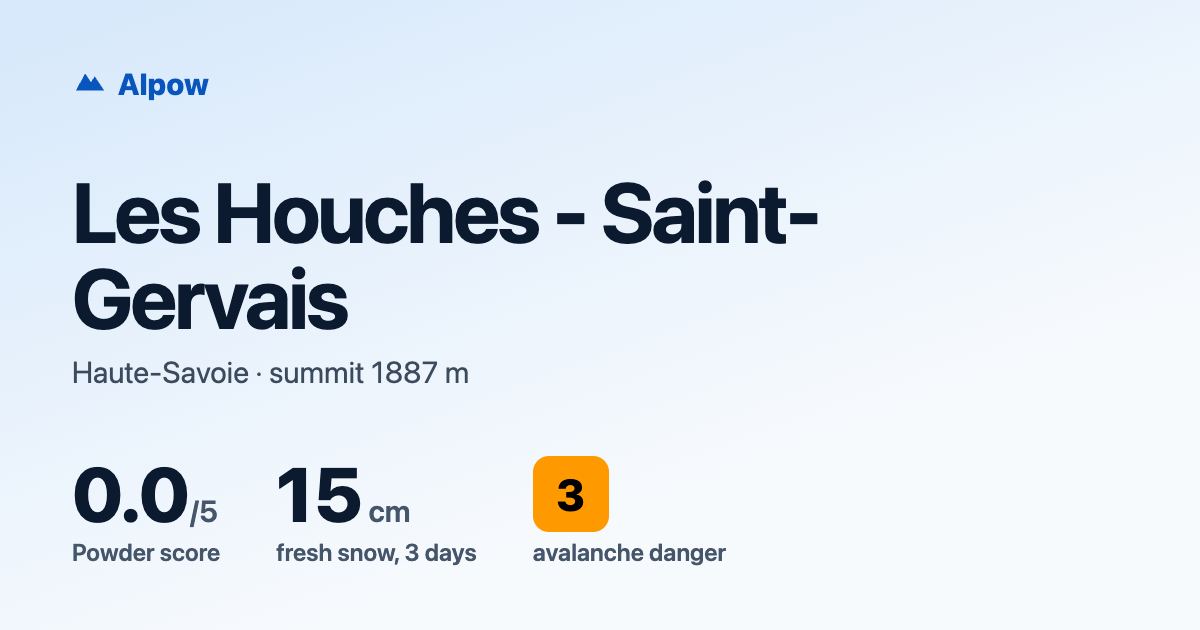 Alpow
Les Houches - Saint-
Gervais
Haute-Savoie · summit 1887 m
0.0/5
Powder score
15 cm
fresh snow, 3 days
3
avalanche danger